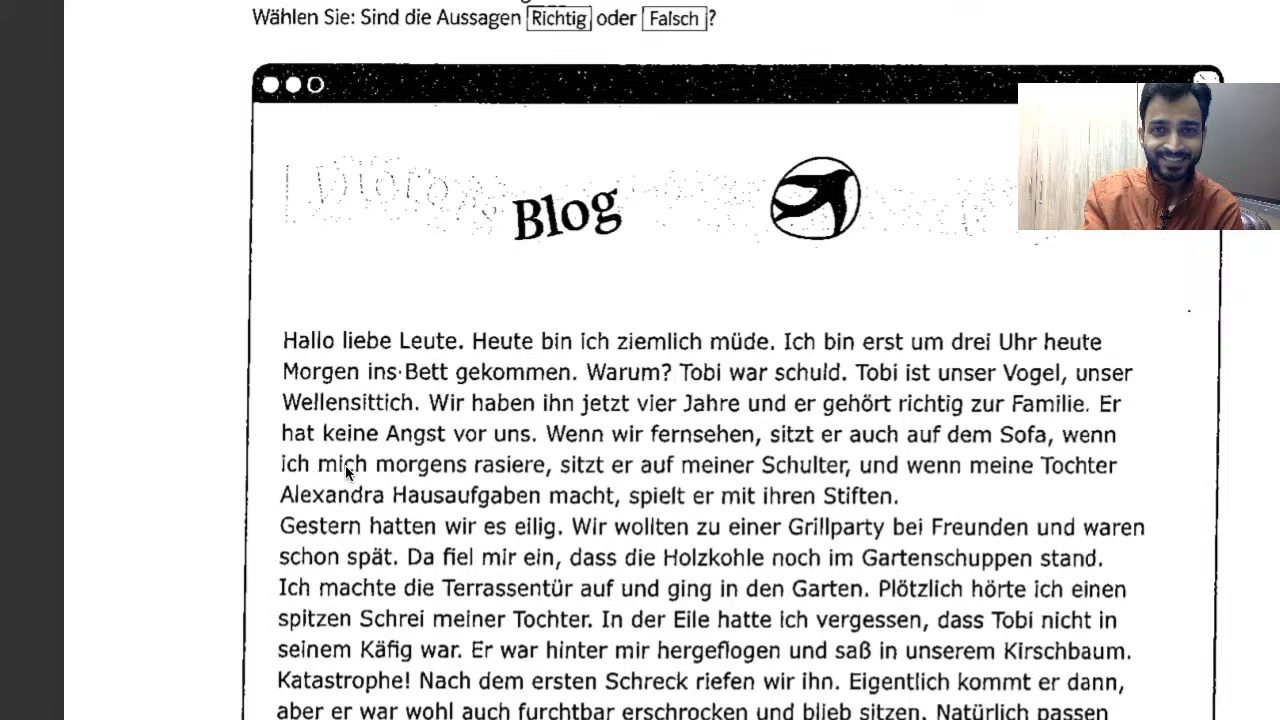 Wählen Sie: Sind die Aussagen Richtig oder Falsch ?
Blog
Hallo liebe Leute. Heute bin ich ziemlich müde. Ich bin erst um drei Uhr heute
Morgen ins Bett gekommen. Warum? Tobi war schuld. Tobi ist unser Vogel, unser
Wellensittich. Wir haben ihn jetzt vier Jahre und er gehört richtig zur Familie. Er
hat keine Angst vor uns. Wenn wir fernsehen, sitzt er auch auf dem Sofa, wenn
ich mich morgens rasiere, sitzt er auf meiner Schulter, und wenn meine Tochter
Alexandra Hausaufgaben macht, spielt er mit ihren Stiften.
Gestern hatten wir es eilig. Wir wollten zu einer Grillparty bei Freunden und waren
schon spät. Da fiel mir ein, dass die Holzkohle noch im Gartenschuppen stand.
Ich machte die Terrassentür auf und ging in den Garten. Plötzlich hörte ich einen
spitzen Schrei meiner Tochter. In der Eile hatte ich vergessen, dass Tobi nicht in
seinem Käfig war. Er war hinter mir hergeflogen und saß in unserem Kirschbaum.
Katastrophe! Nach dem ersten Schreck riefen wir ihn. Eigentlich kommt er dann,
aber er war wohl auch furchtbar erschrocken und blieb sitzen. Natürlich passen